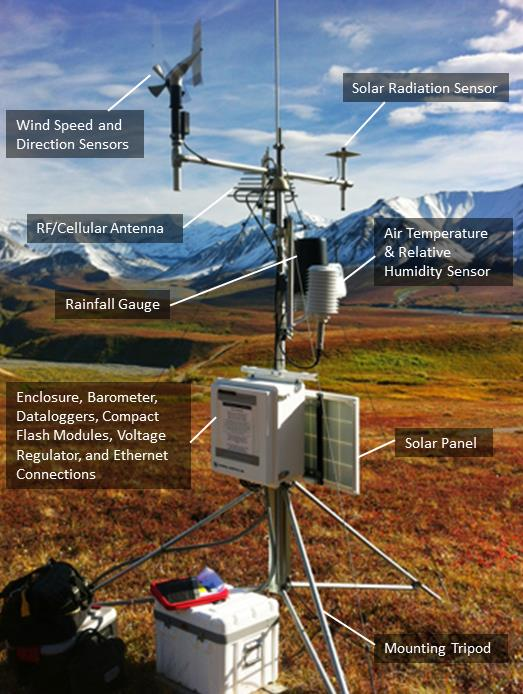 Solar Radiation Sensor
Wind Speed and
Direction Sensors
RF/Cellular Antenna
Air Temperature
& Relative
Humidity Sensor
Rainfall Gauge
Enclosure, Barometer,
Dataloggers, Compact
Flash Modules, Voltage
Regulator, and Ethernet
Connections
Solar Panel
Mounting Tripod